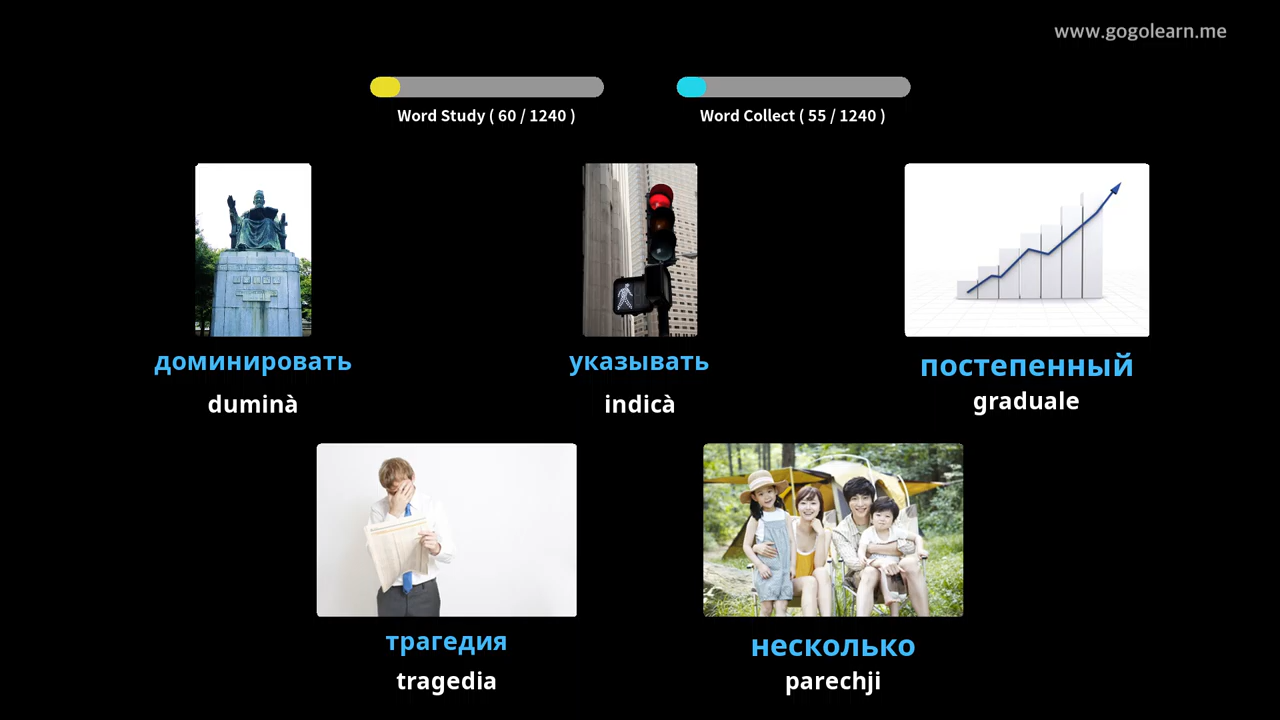 www.gogolearn.me
Word Study ( 60 / 1240 )
Word Collect ( 55 / 1240 )
доминировать
duminà
указывать
indicà
постепенный
graduale
трагедия
tragedia
несколько
parechji